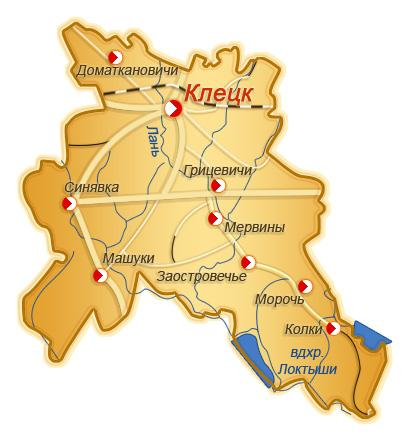 Доматкановичи
Клецк
Лань
Грицевичи
Синявка
Мервины
Машуки
Заостровечье
Морочь
Колки
вдхр.
Локтыши